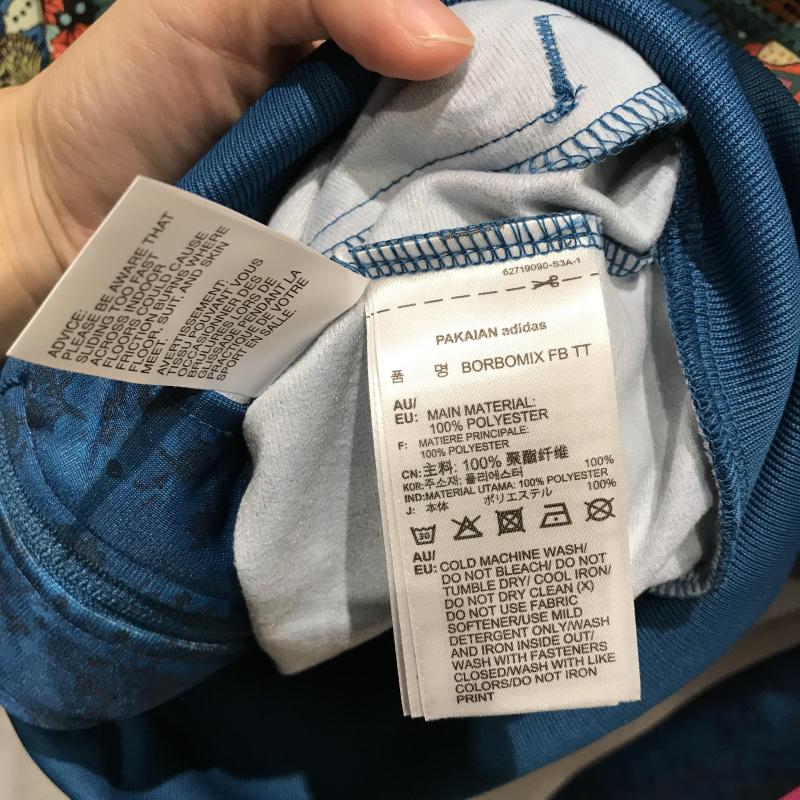 ADVICE:
PLEASE BE AWARE THAT
SLIDING TOO FAST
ACROSS INDOOR
FLOORS COULD CAUSE
FRICTION BURNS WHERE
MEET. SUIT. AND SKIN
AVERTISSEMENT:
TISSU POUVANT VOUS
BRULURES LORS DE
GLISSADES PENDANT LA
PRATIQUE DE VOTRE
SPORT EN SALLE.
62719090-S3A-1
PAKAIAN adidas
품 명 BORBOMIX FB TT
AU/
EU: MAIN MATERIAL:
100% POLYESTER
F: MATIERE PRINCIPALE:
100% POLYESTER
CN: 主料: 100% 聚酯纤维
KOR: 주소재: 폴리에스터 100%
IND: MATERIAL UTAMA: 100% POLYESTER
J: 本体 ポリエステル 100%
30
AU/
EU: COLD MACHINE WASH/
DO NOT BLEACH/ DO NOT
TUMBLE DRY/ COOL IRON/
DO NOT DRY CLEAN (X)
DO NOT USE FABRIC
SOFTENER/USE MILD
DETERGENT ONLY/WASH
AND IRON INSIDE OUT/
WASH WITH FASTENERS
CLOSED/WASH WITH LIKE
COLORS/DO NOT IRON
PRINT